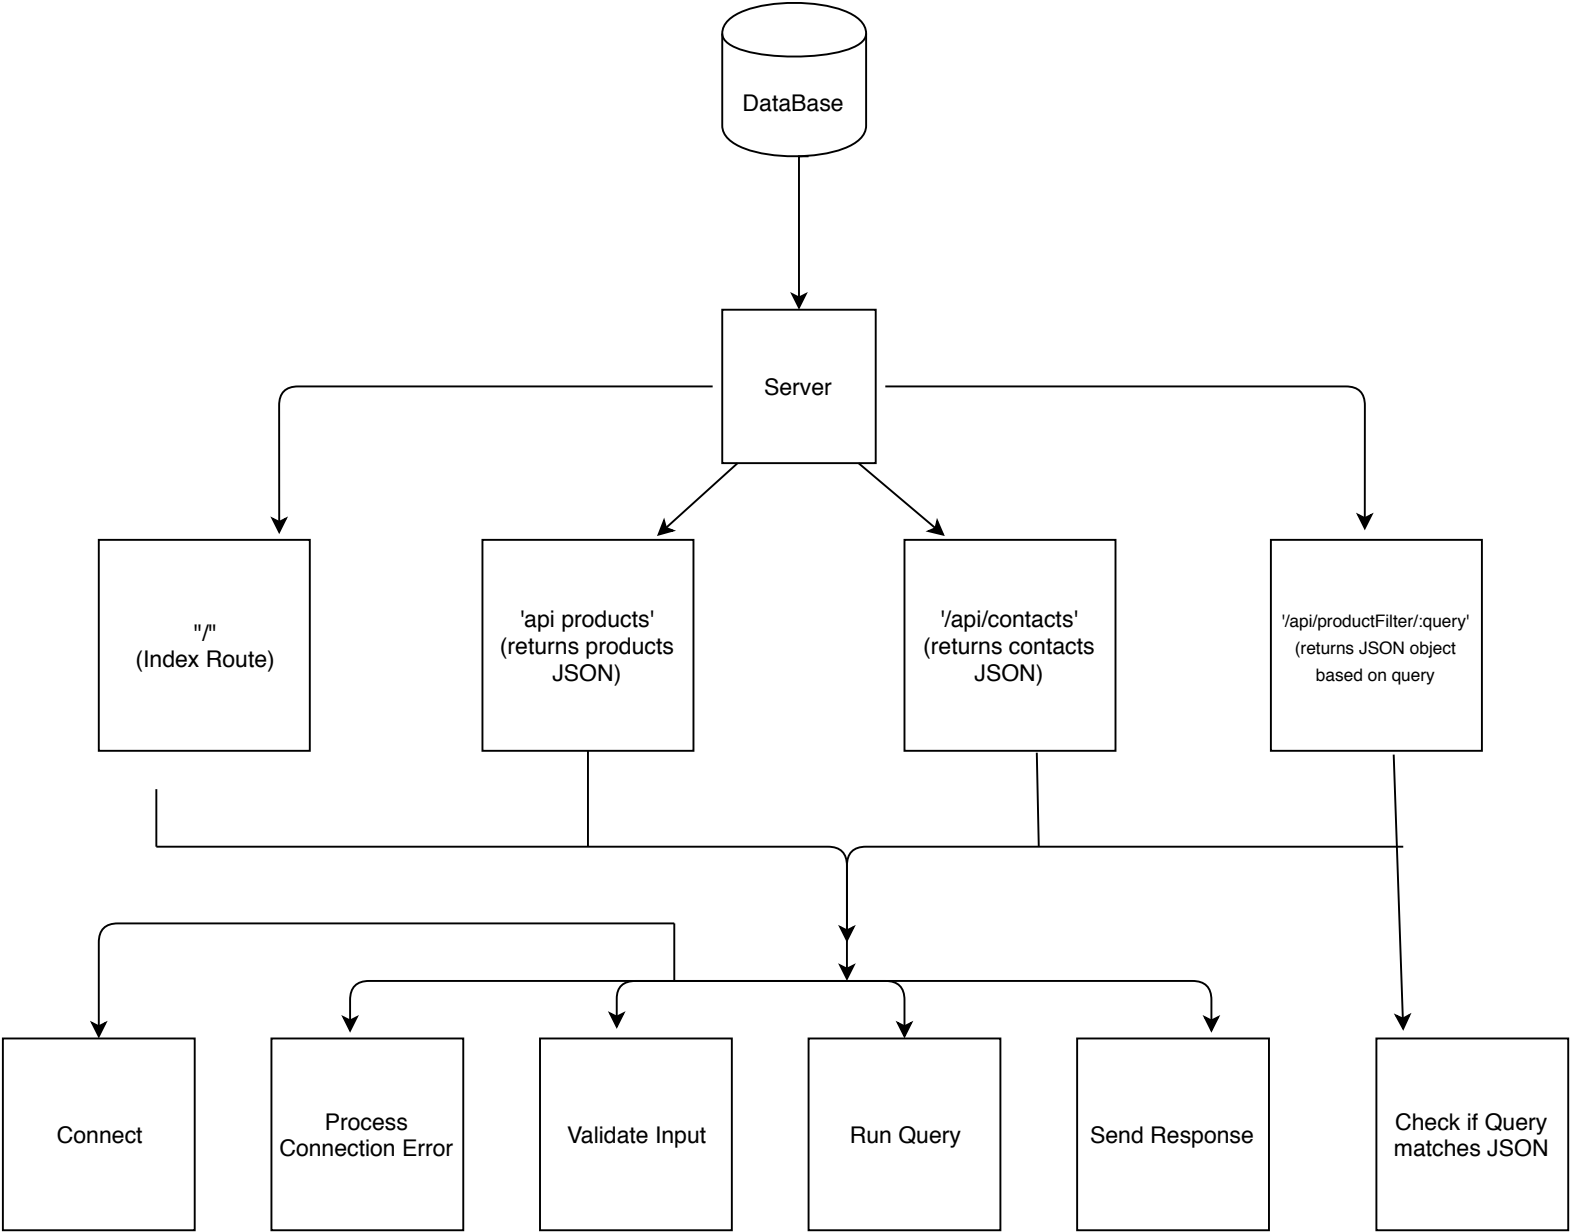 DataBase
Server
"/"
(Index Route)
'api products'
(returns products
JSON)
'/api/contacts'
(returns contacts
JSON)
'/api/productFilter/:query'
(returns JSON object
based on query
Connect
Process
Connection Error
Validate Input
Run Query
Send Response
Check if Query
matches JSON